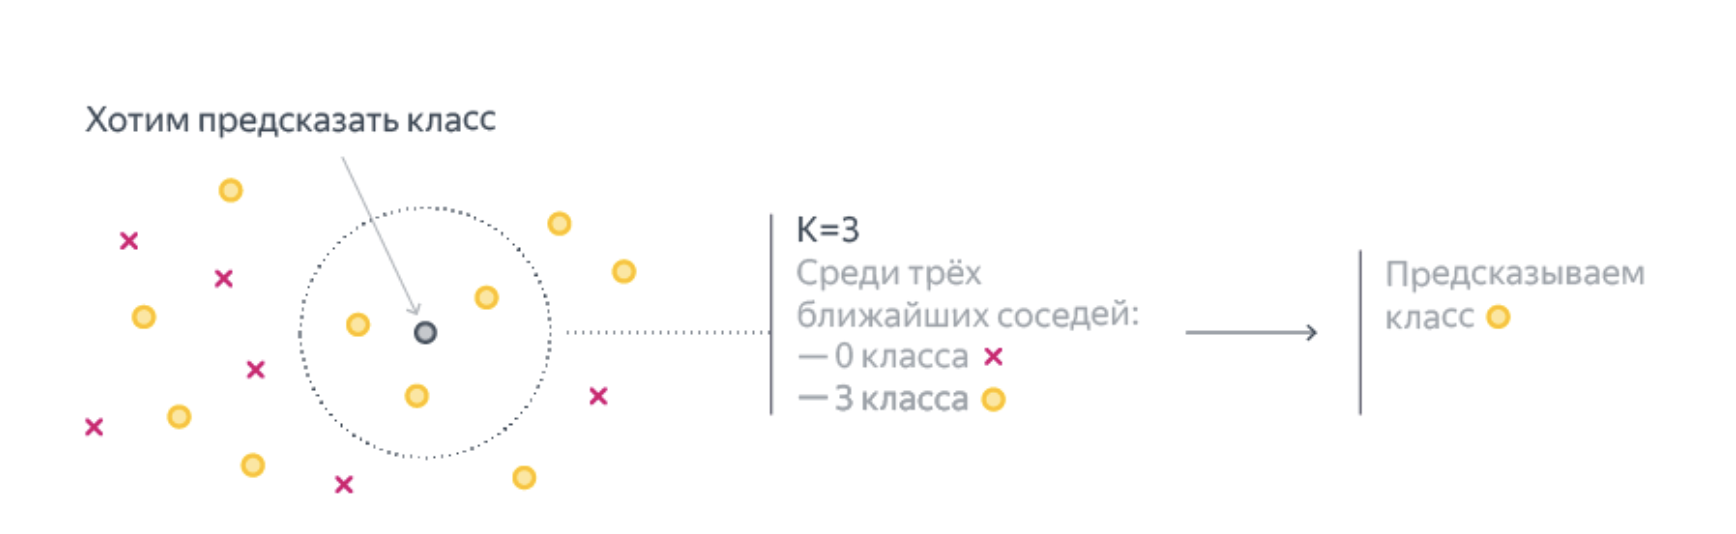 Хотим предсказать класс
K=3
Среди трёх
ближайших соседей:
— 0 класса
— 3 класса
Предсказываем
класс